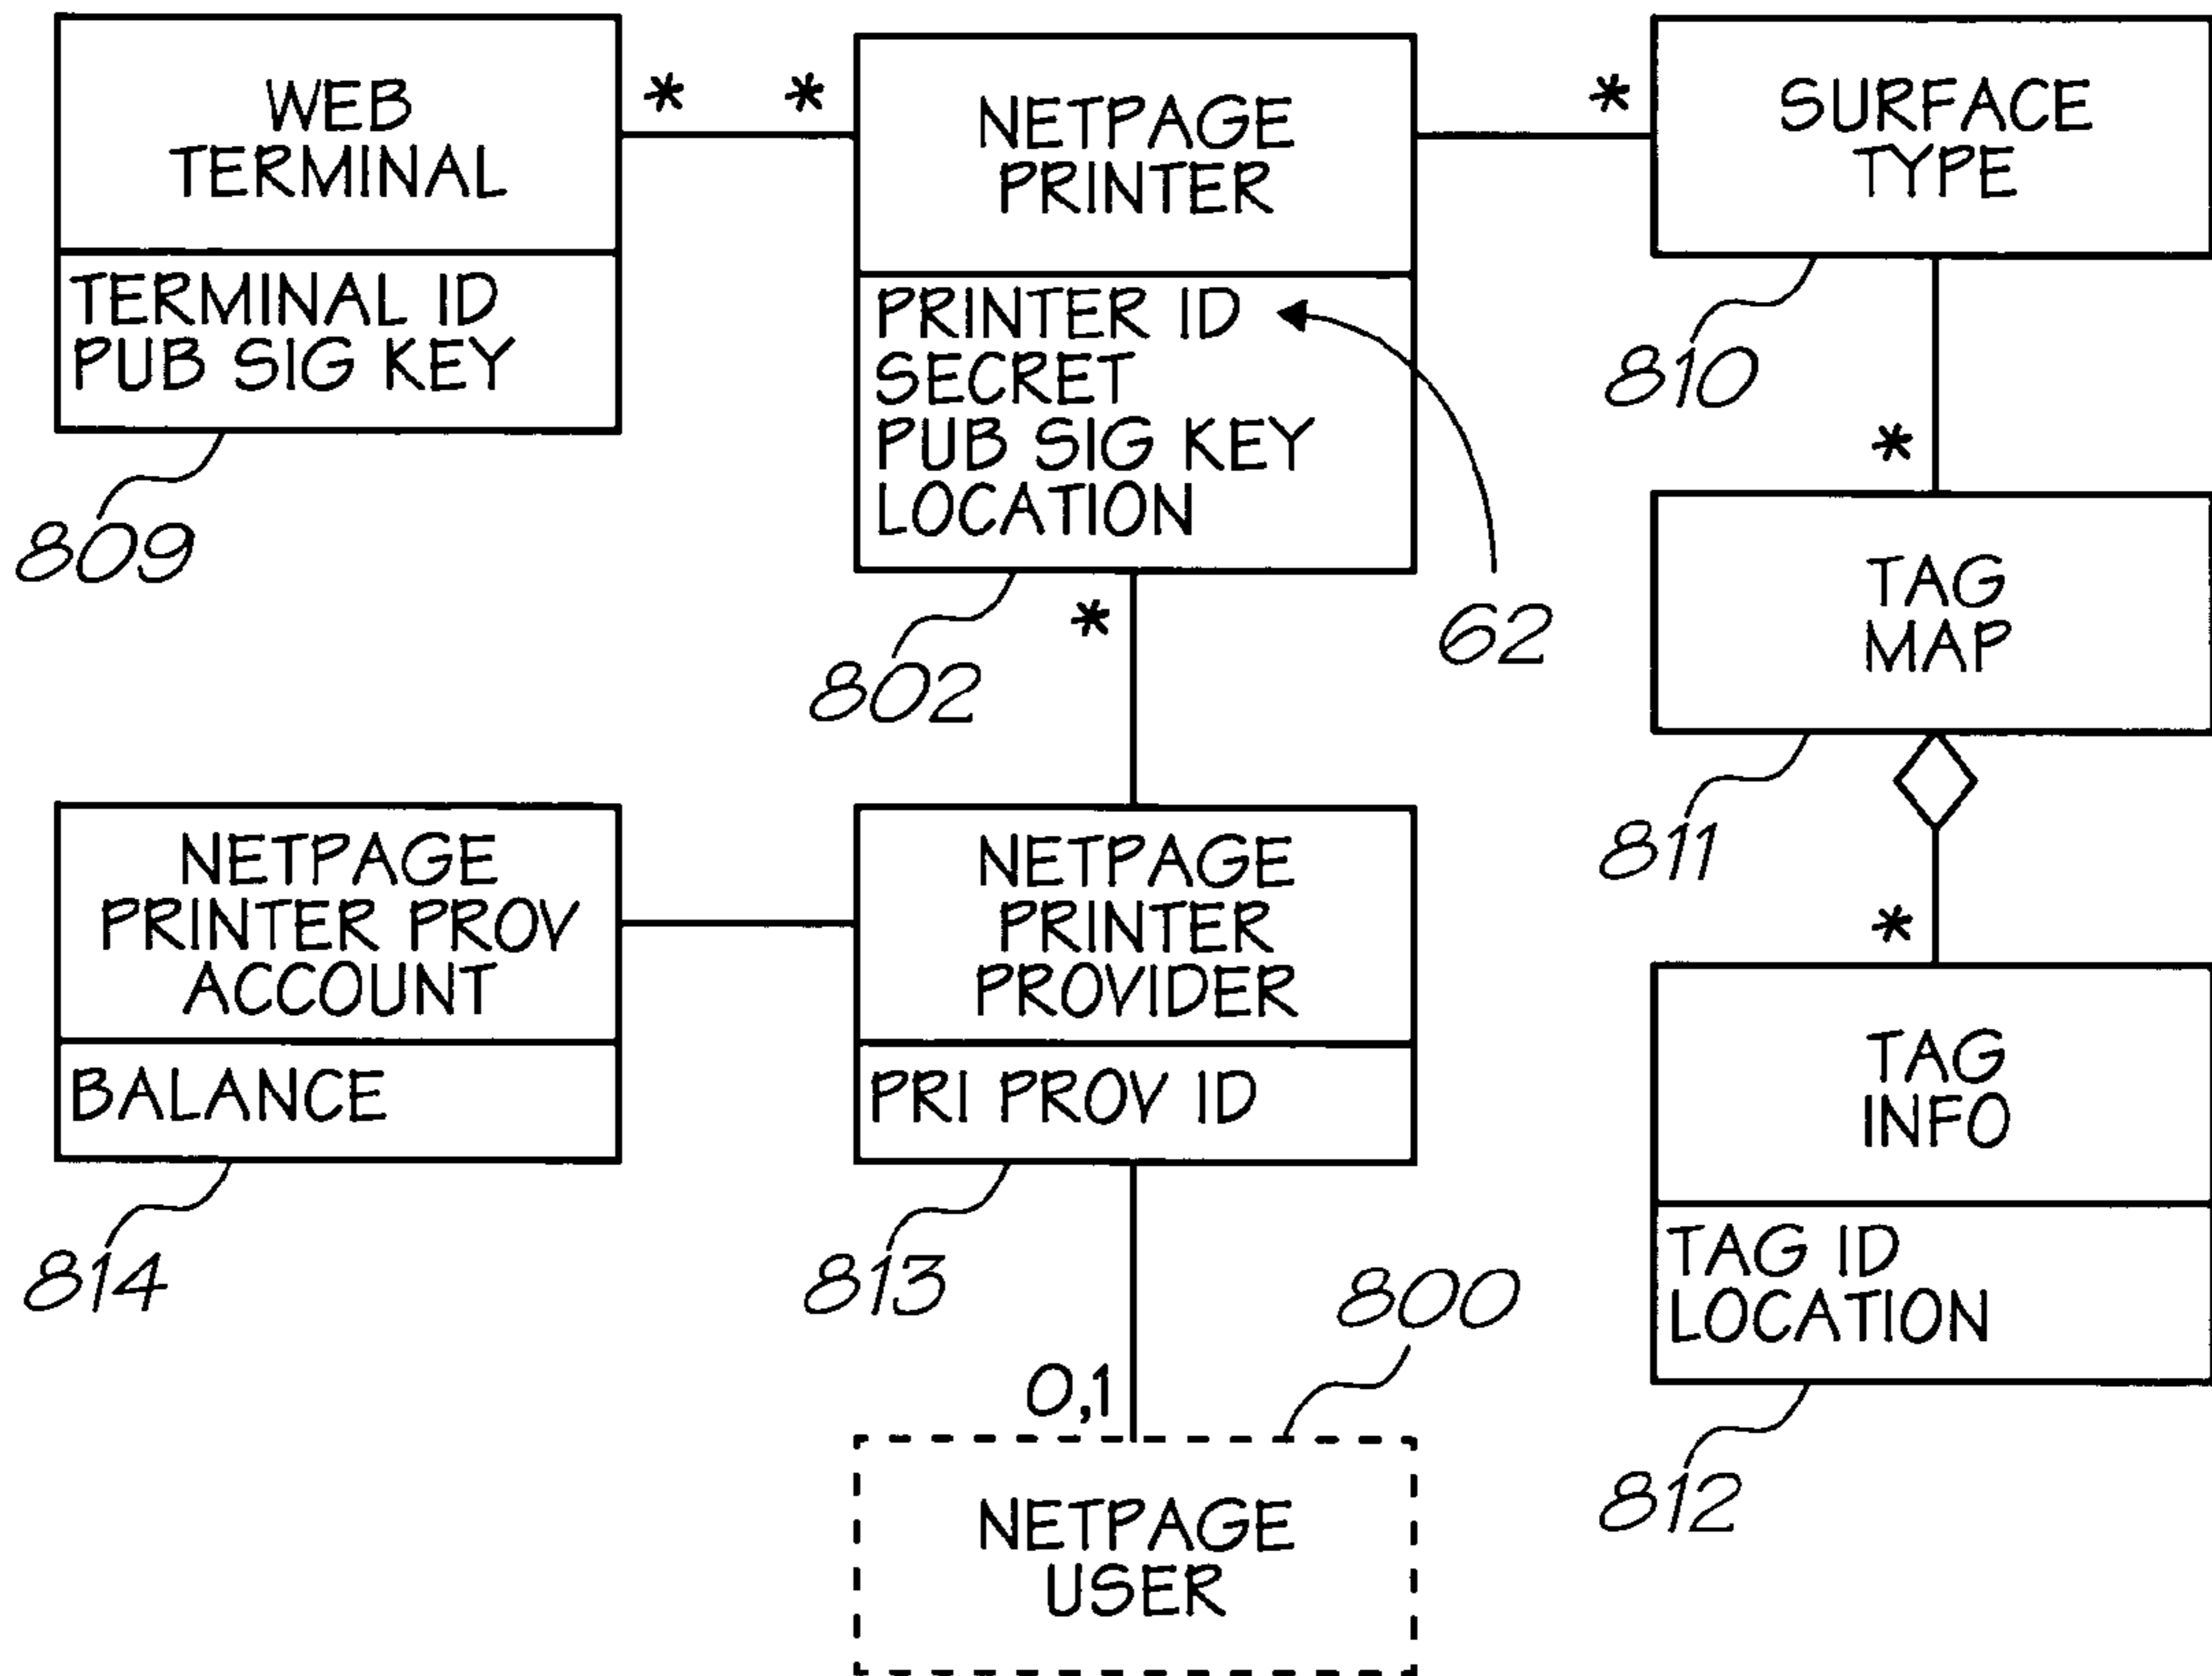 WEB
TERMINAL
TERMINAL ID
PUB SIG KEY
809
*
*
NETPAGE
PRINTER
PRINTER ID
SECRET
PUB SIG KEY
LOCATION
62
802
*
*
SURFACE
TYPE
810
*
TAG
MAP
811
*
TAG
INFO
TAG ID
LOCATION
812
NETPAGE
PRINTER PROV
ACCOUNT
BALANCE
814
NETPAGE
PRINTER
PROVIDER
PRI PROV ID
813
0,1
800
NETPAGE
USER